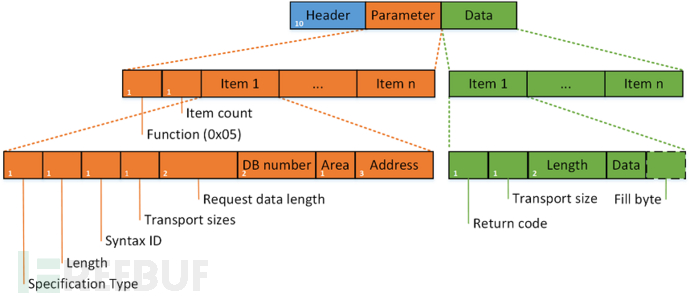 Header Parameter Data
10
Item 1 ... Item n
1 1
Item 1 ... Item n
Item count
Function (0x05)
DB number Area Address
1 1 1 1 2 2 1 3
Length Data
1 1 2
Request data length
Transport size
Fill byte
Transport sizes
Return code
Syntax ID
Length
Specification Type
REEBUF